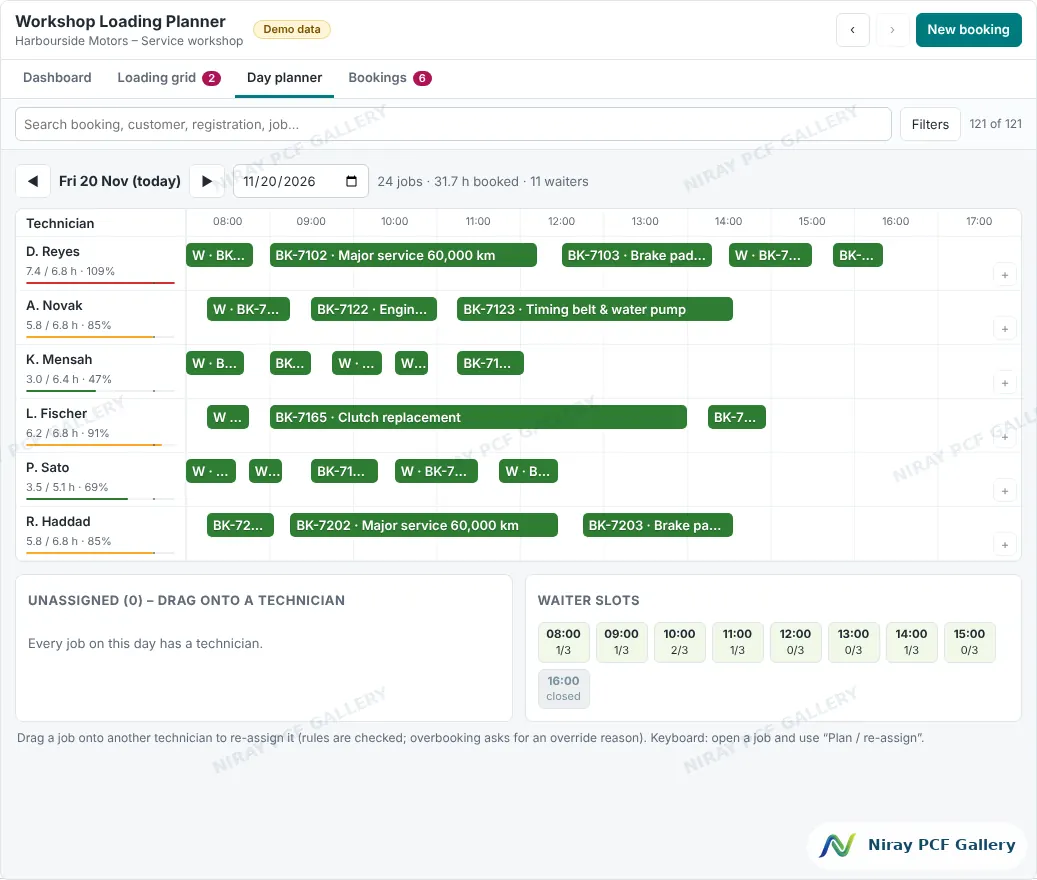 Workshop Loading Planner
Harbourside Motors – Service workshop
Demo data
‹
›
New booking
Dashboard
Loading grid 2
Day planner
Bookings 6
Search booking, customer, registration, job...
Filters
121 of 121
◀ Fri 20 Nov (today) ▶ 11/20/2026 24 jobs · 31.7 h booked · 11 waiters
Technician 08:00 09:00 10:00 11:00 12:00 13:00 14:00 15:00 16:00 17:00
D. Reyes
7.4 / 6.8 h · 109%
W · BK... BK-7102 · Major service 60,000 km BK-7103 · Brake pad... W · BK-7... BK-...
+
A. Novak
5.8 / 6.8 h · 85%
W · BK-7... BK-7122 · Engin... BK-7123 · Timing belt & water pump
+
K. Mensah
3.0 / 6.4 h · 47%
W · B... BK... W · ... W... BK-71...
+
L. Fischer
6.2 / 6.8 h · 91%
W ... BK-7165 · Clutch replacement BK-7...
+
P. Sato
3.5 / 5.1 h · 69%
W · ... W... BK-71... W · BK-7... W · B...
+
R. Haddad
5.8 / 6.8 h · 85%
BK-72... BK-7202 · Major service 60,000 km BK-7203 · Brake pa...
+
UNASSIGNED (0) – DRAG ONTO A TECHNICIAN
Every job on this day has a technician.
WAITER SLOTS
08:00 09:00 10:00 11:00 12:00 13:00 14:00 15:00
1/3 1/3 2/3 1/3 0/3 0/3 1/3 0/3
16:00
closed
Drag a job onto another technician to re-assign it (rules are checked; overbooking asks for an override reason). Keyboard: open a job and use “Plan / re-assign”.
NIRAY PCF GALLERY
NIRAY PCF GALLERY
NIRAY PCF GALLERY
NIRAY PCF GALLERY
Niray PCF Gallery